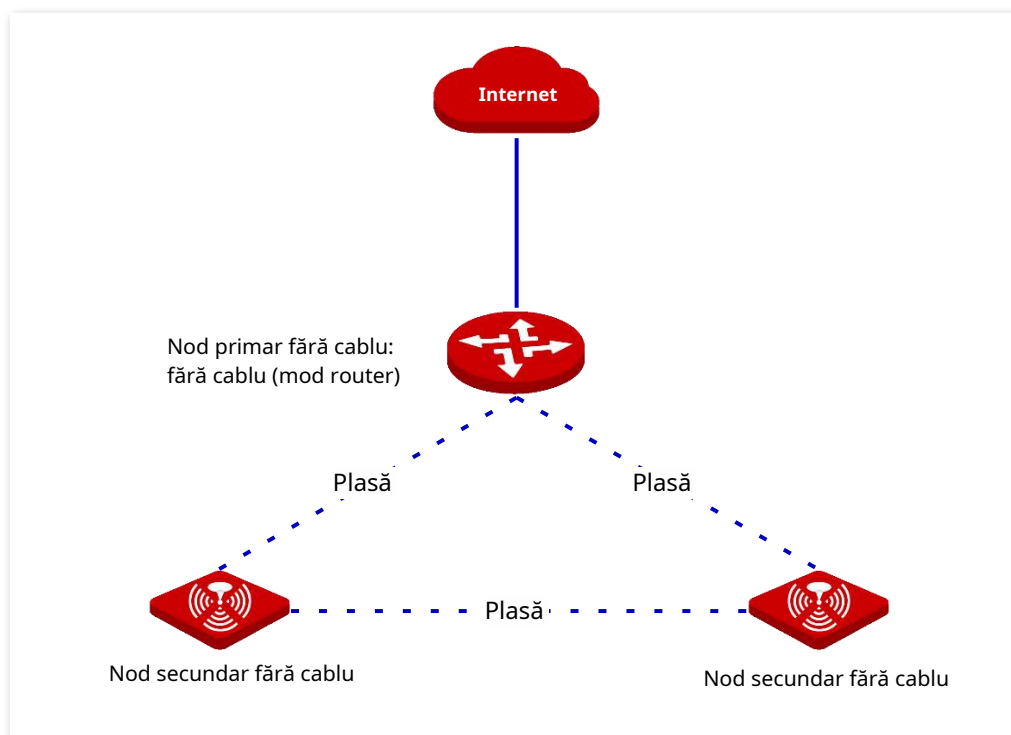 Internet
Nod primar fără cablu:
fără cablu (mod router)
Plasă
Plasă
Plasă
Nod secundar fără cablu
Nod secundar fără cablu